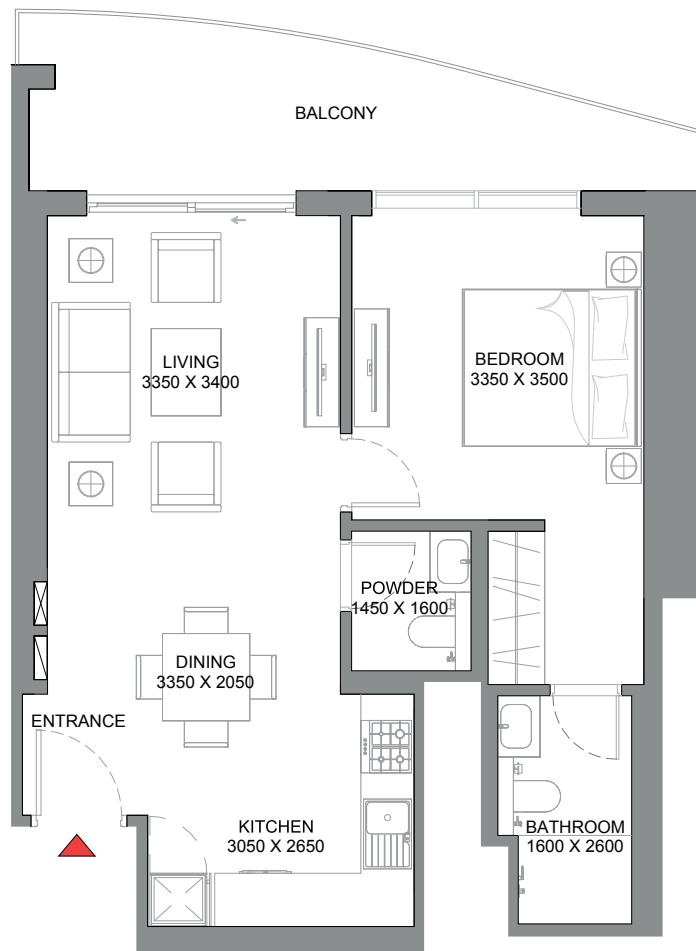 BALCONY
LIVING
3350 X 3400
BEDROOM
3350 X 3500
POWDER
1450 X 1600
DINING
3350 X 2050
ENTRANCE
KITCHEN
3050 X 2650
BATHROOM
1600 X 2600